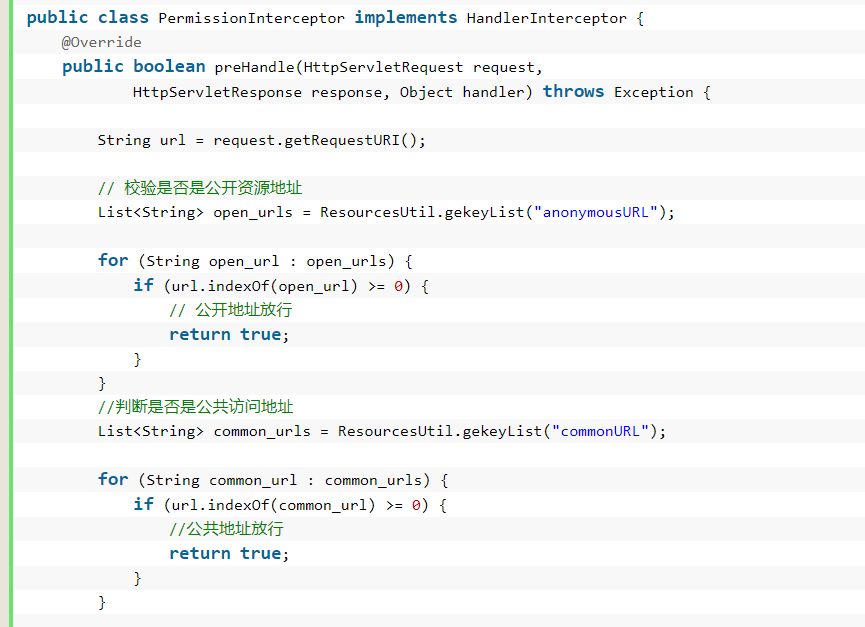 public class PermissionInterceptor implements HandlerInterceptor {
@Override
public boolean preHandle(HttpServletRequest request,
HttpServletResponse response, Object handler) throws Exception {
String url = request.getRequestURI();
// 校验是否是公开资源地址
List<String> open_urls = ResourcesUtil.gekeyList("anonymousURL");
for (String open_url : open_urls) {
if (url.indexOf(open_url) >= 0) {
// 公开地址放行
return true;
}
}
//判断是否是公共访问地址
List<String> common_urls = ResourcesUtil.gekeyList("commonURL");
for (String common_url : common_urls) {
if (url.indexOf(common_url) >= 0) {
//公共地址放行
return true;
}
}